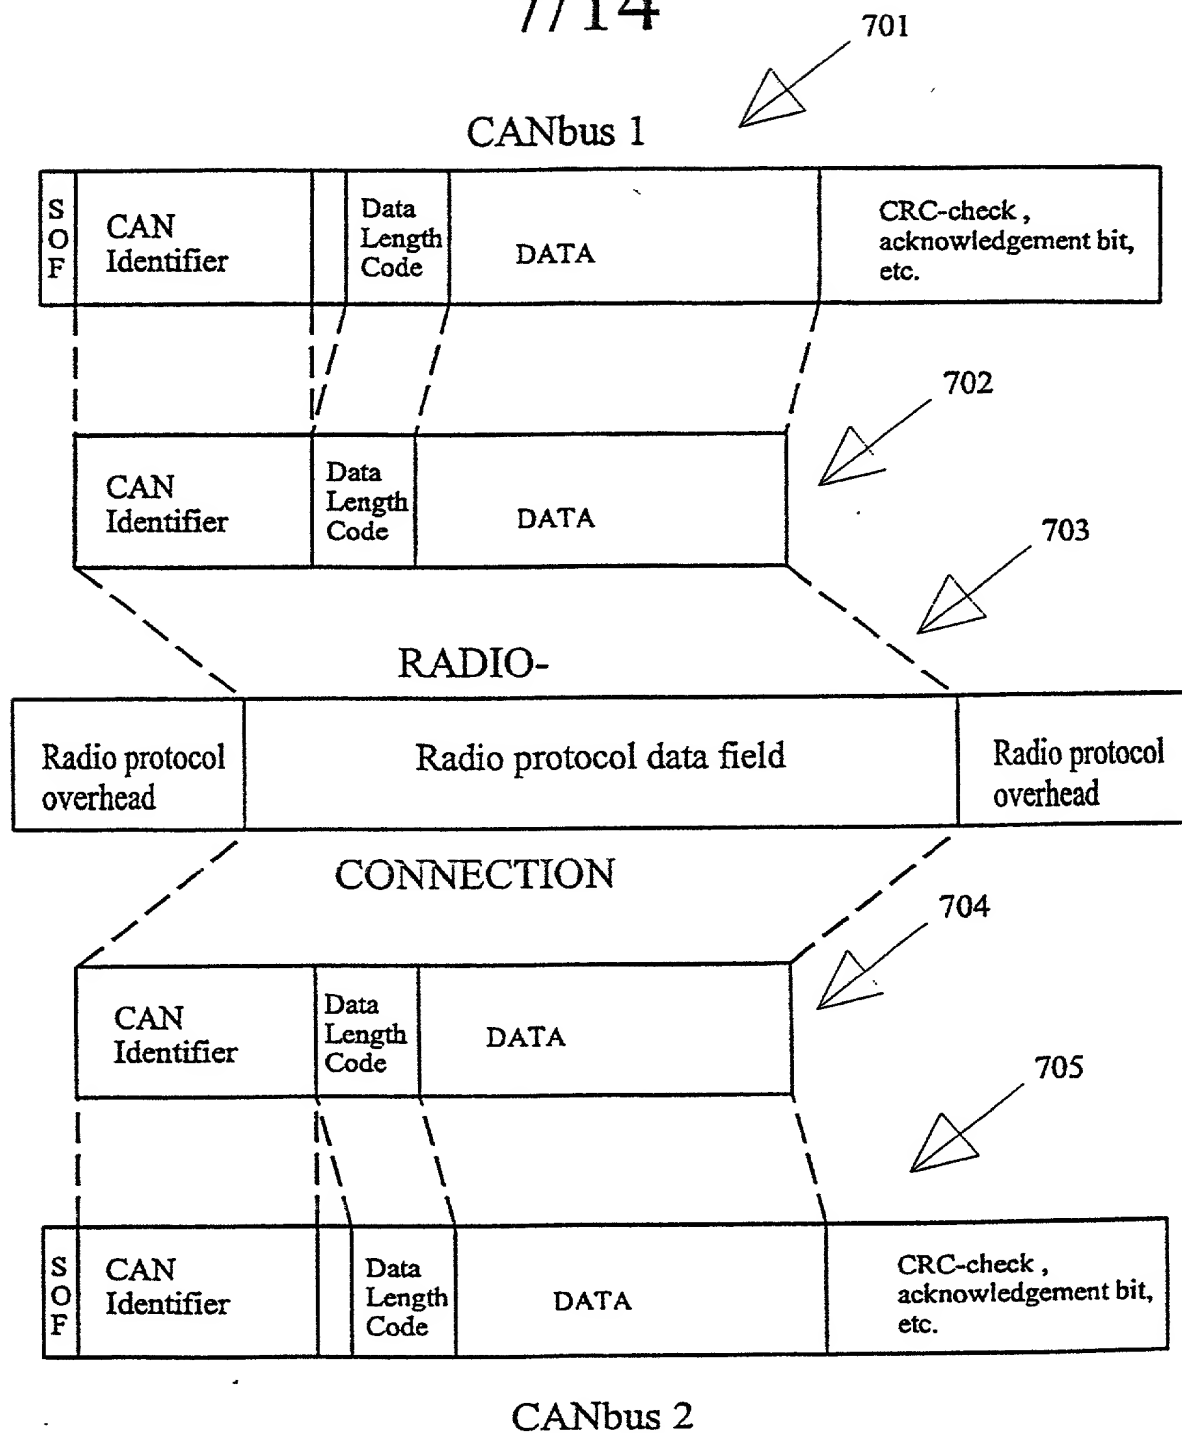 7/14
701
CANbus 1
S
O
F
CAN
Identifier
Data
Length
Code
DATA
CRC-check ,
acknowledgement bit,
etc.
702
CAN
Identifier
Data
Length
Code
DATA
703
RADIO-
Radio protocol
overhead
Radio protocol data field
Radio protocol
overhead
CONNECTION
704
CAN
Identifier
Data
Length
Code
DATA
705
S
O
F
CAN
Identifier
Data
Length
Code
DATA
CRC-check ,
acknowledgement bit,
etc.
CANbus 2